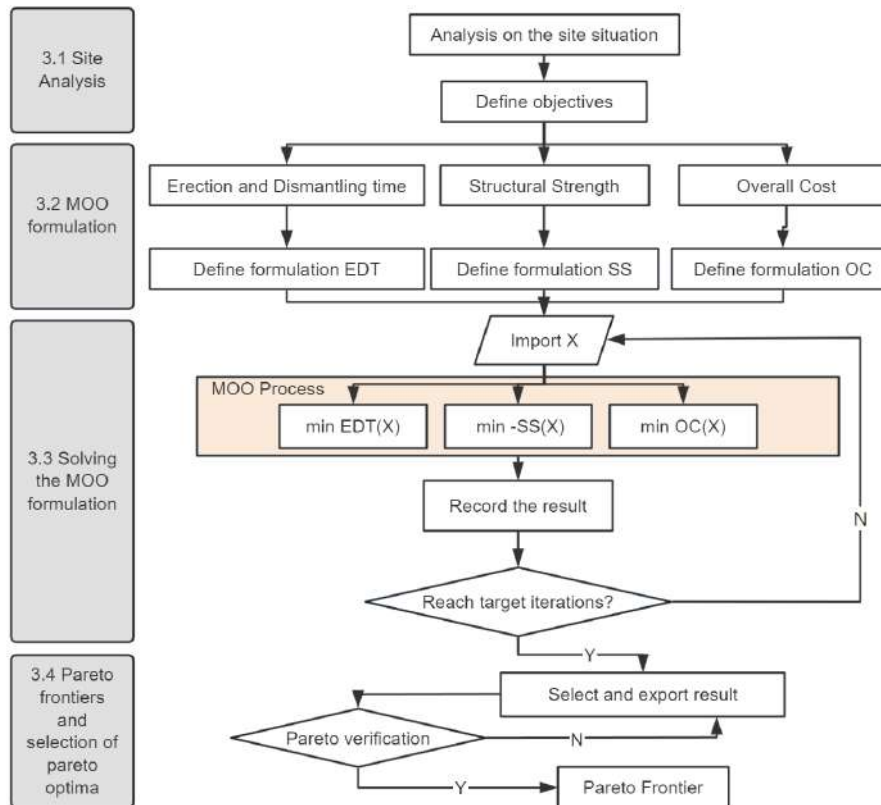 3.1 Site
Analysis
Analysis on the site situation
Define objectives
3.2 MOO
formulation
Erection and Dismantling time
Structural Strength
Overall Cost
Define formulation EDT
Define formulation SS
Define formulation OC
3.3 Solving
the MOO
formulation
Import X
MOO Process
min EDT(X)
min -SS(X)
min OC(X)
Record the result
N
Reach target iterations?
Y
3.4 Pareto
frontiers
and
selection of
pareto
optima
Select and export result
Pareto verification
N
Y
Pareto Frontier